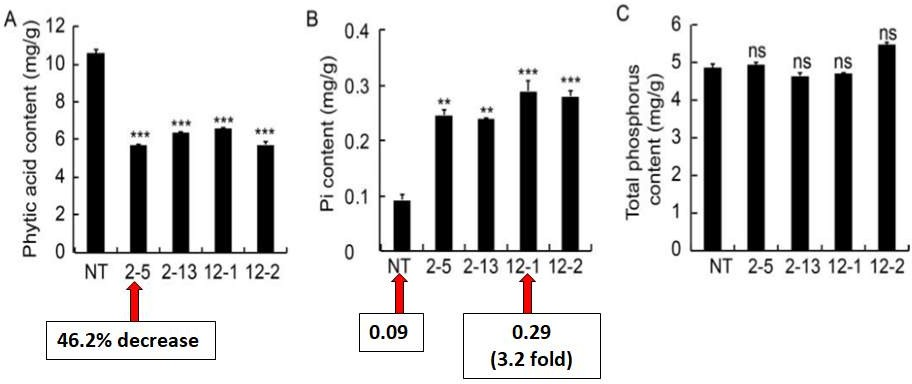 A
Phytic acid content (mg/g)
12
10
8
6
4
2
0
***
***
***
***
NT 2-5 2-13 12-1 12-2
46.2% decrease
B
Pi content (mg/g)
0.4
0.3
0.2
0.1
0
**
**
***
***
NT 2-5 2-13 12-1 12-2
0.09
0.29
(3.2 fold)
C
Total phosphorus
content (mg/g)
6
5
4
3
2
1
0
ns
ns
ns
ns
NT 2-5 2-13 12-1 12-2